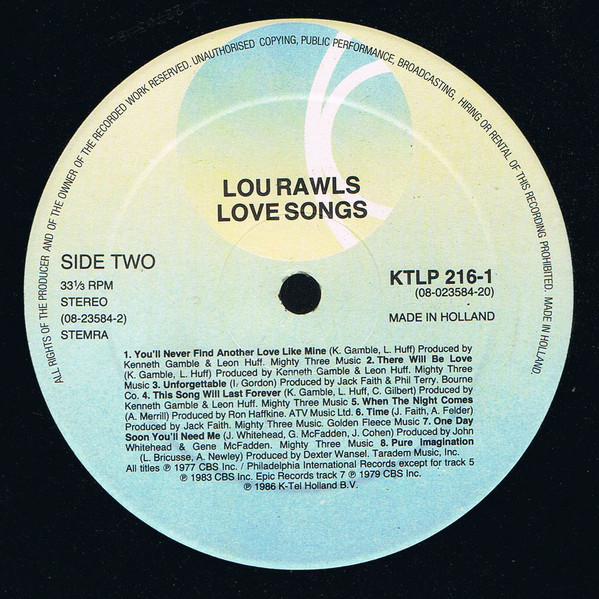 ALL RIGHTS OF THE PRODUCER AND OF THE OWNER OF THE RECORDED WORK RESERVED. UNAUTHORISED COPYING, PUBLIC PERFORMANCE, BROADCASTING, HIRING OR RENTAL OF THIS RECORDING PROHIBITED. MADE IN HOLLAND.
LOU RAWLS
LOVE SONGS
SIDE TWO
33⅓ RPM
STEREO
(08-23584-2)
STEMRA
KTLP 216-1
(08-023584-20)
MADE IN HOLLAND
1. You'll Never Find Another Love Like Mine (K. Gamble, L. Huff) Produced by
Kenneth Gamble & Leon Huff. Mighty Three Music 2. There Will Be Love
(K. Gamble, L. Huff) Produced by Kenneth Gamble & Leon Huff. Mighty Three
Music 3. Unforgettable (I. Gordon) Produced by Jack Faith & Phil Terry. Bourne
Co. 4. This Song Will Last Forever (K. Gamble, L. Huff, C. Gilbert) Produced by
Kenneth Gamble & Leon Huff. Mighty Three Music 5. When The Night Comes
(A. Merrill) Produced by Ron Haffkine. ATV Music Ltd. 6. Time (J. Faith, A. Felder)
Produced by Jack Faith. Mighty Three Music. Golden Fleece Music 7. One Day
Soon You'll Need Me (J. Whitehead, G. McFadden, J. Cohen) Produced by John
Whitehead & Gene McFadden. Mighty Three Music 8. Pure Imagination
(L. Bricusse, A. Newley) Produced by Dexter Wansel. Taradem Music, Inc.
All titles ℗ 1977 CBS Inc. / Philadelphia International Records except for track 5
℗ 1983 CBS Inc. Epic Records track 7 ℗ 1979 CBS Inc.
℗ 1986 K-Tel Holland B.V.